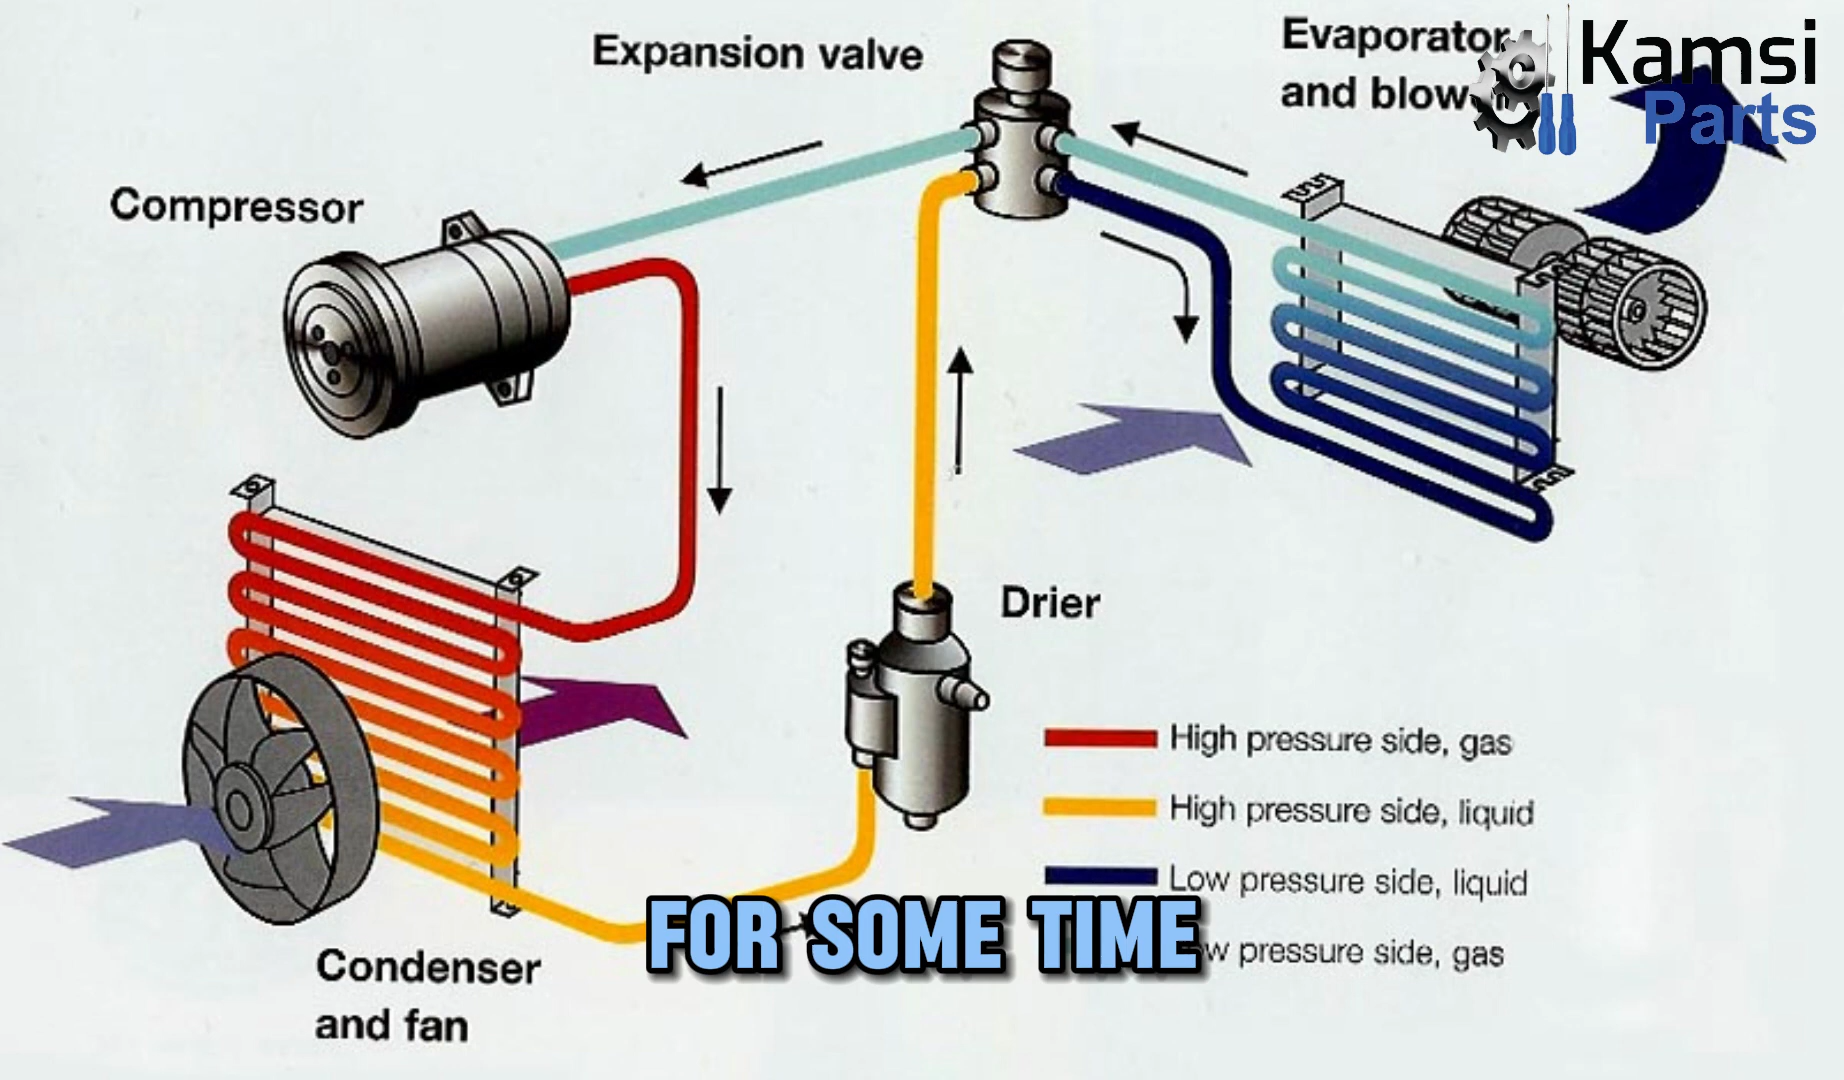 Expansion valve
Evaporator
and blow
Kamsi
Parts
Compressor
Drier
High pressure side, gas
High pressure side, liquid
Low pressure side, liquid
pressure side, gas
FOR SOME TIME
Condenser
and fan